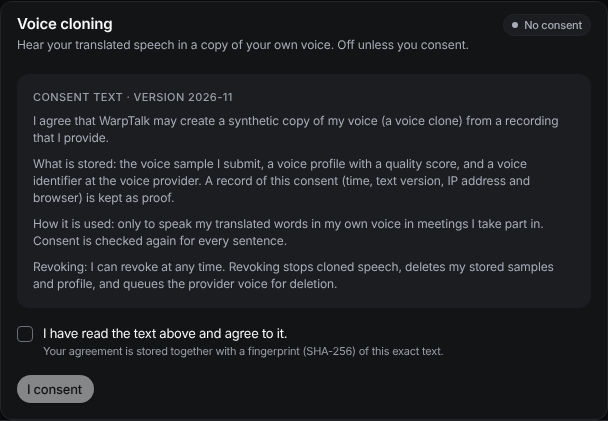 Voice cloning
No consent
Hear your translated speech in a copy of your own voice. Off unless you consent.
CONSENT TEXT · VERSION 2026-11
I agree that WarpTalk may create a synthetic copy of my voice (a voice clone) from a recording
that I provide.
What is stored: the voice sample I submit, a voice profile with a quality score, and a voice
identifier at the voice provider. A record of this consent (time, text version, IP address and
browser) is kept as proof.
How it is used: only to speak my translated words in my own voice in meetings I take part in.
Consent is checked again for every sentence.
Revoking: I can revoke at any time. Revoking stops cloned speech, deletes my stored samples
and profile, and queues the provider voice for deletion.
I have read the text above and agree to it.
Your agreement is stored together with a fingerprint (SHA-256) of this exact text.
I consent